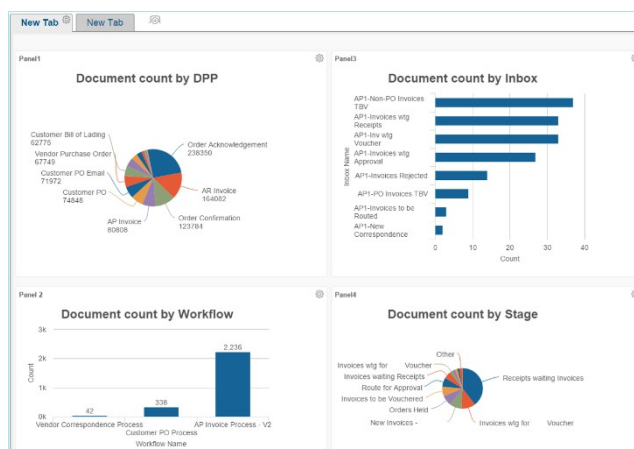 New Tab
New Tab
Panel1
Document count by DPP
Customer Bill of Lading
62775
Vendor Purchase Order
67749
Customer PO Email
71972
Customer PO
74848
AP Invoice
80808
Order Acknowledgement
238350
AR Invoice
164082
Order Confirmation
123784
Panel3
Document count by Inbox
Inbox Name
AP1-Non-PO Invoices
TBV
AP1-Invoices wtg
Receipts
AP1-Inv wtg
Voucher
AP1-Invoices wtg
Approval
AP1-Invoices Rejected
AP1-PO Invoices TBV
AP1-Invoices to be
Routed
AP1-New
Correspondence
0 10 20 30 40
Count
Panel 2
Document count by Workflow
Count
3k
2k
1k
0k
42
338
2,236
Vendor Correspondence Process
Customer PO Process
AP Invoice Process - V2
Workflow Name
Panel4
Document count by Stage
Other
Invoices wtg for Voucher
Invoices waiting Receipts
Route for Approval
Invoices to be Vouchered
Orders Held
New Invoices -
Receipts waiting Invoices
Invoices wtg for Voucher